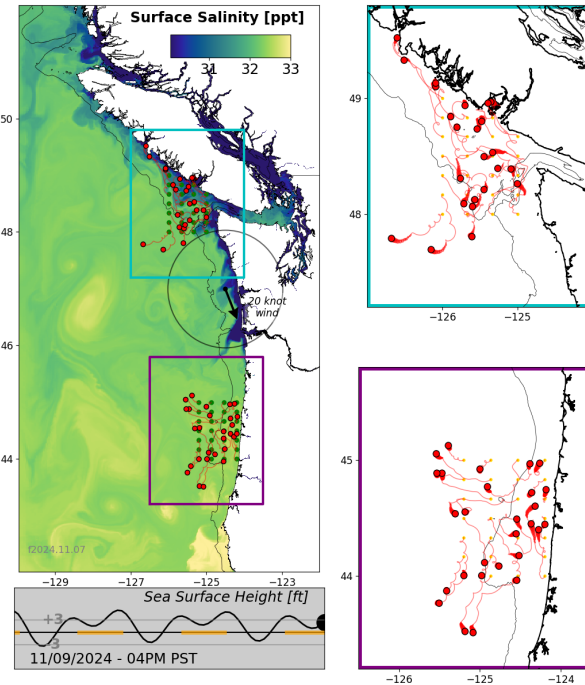 Surface Salinity [ppt]
31 32 33
50
48
46
44
−129 −127 −125 −123
20 knot
wind
f2024.11.07
49
48
−126 −125
45
44
−126 −125 −124
Sea Surface Height [ft]
+3
-3
11/09/2024 - 04PM PST